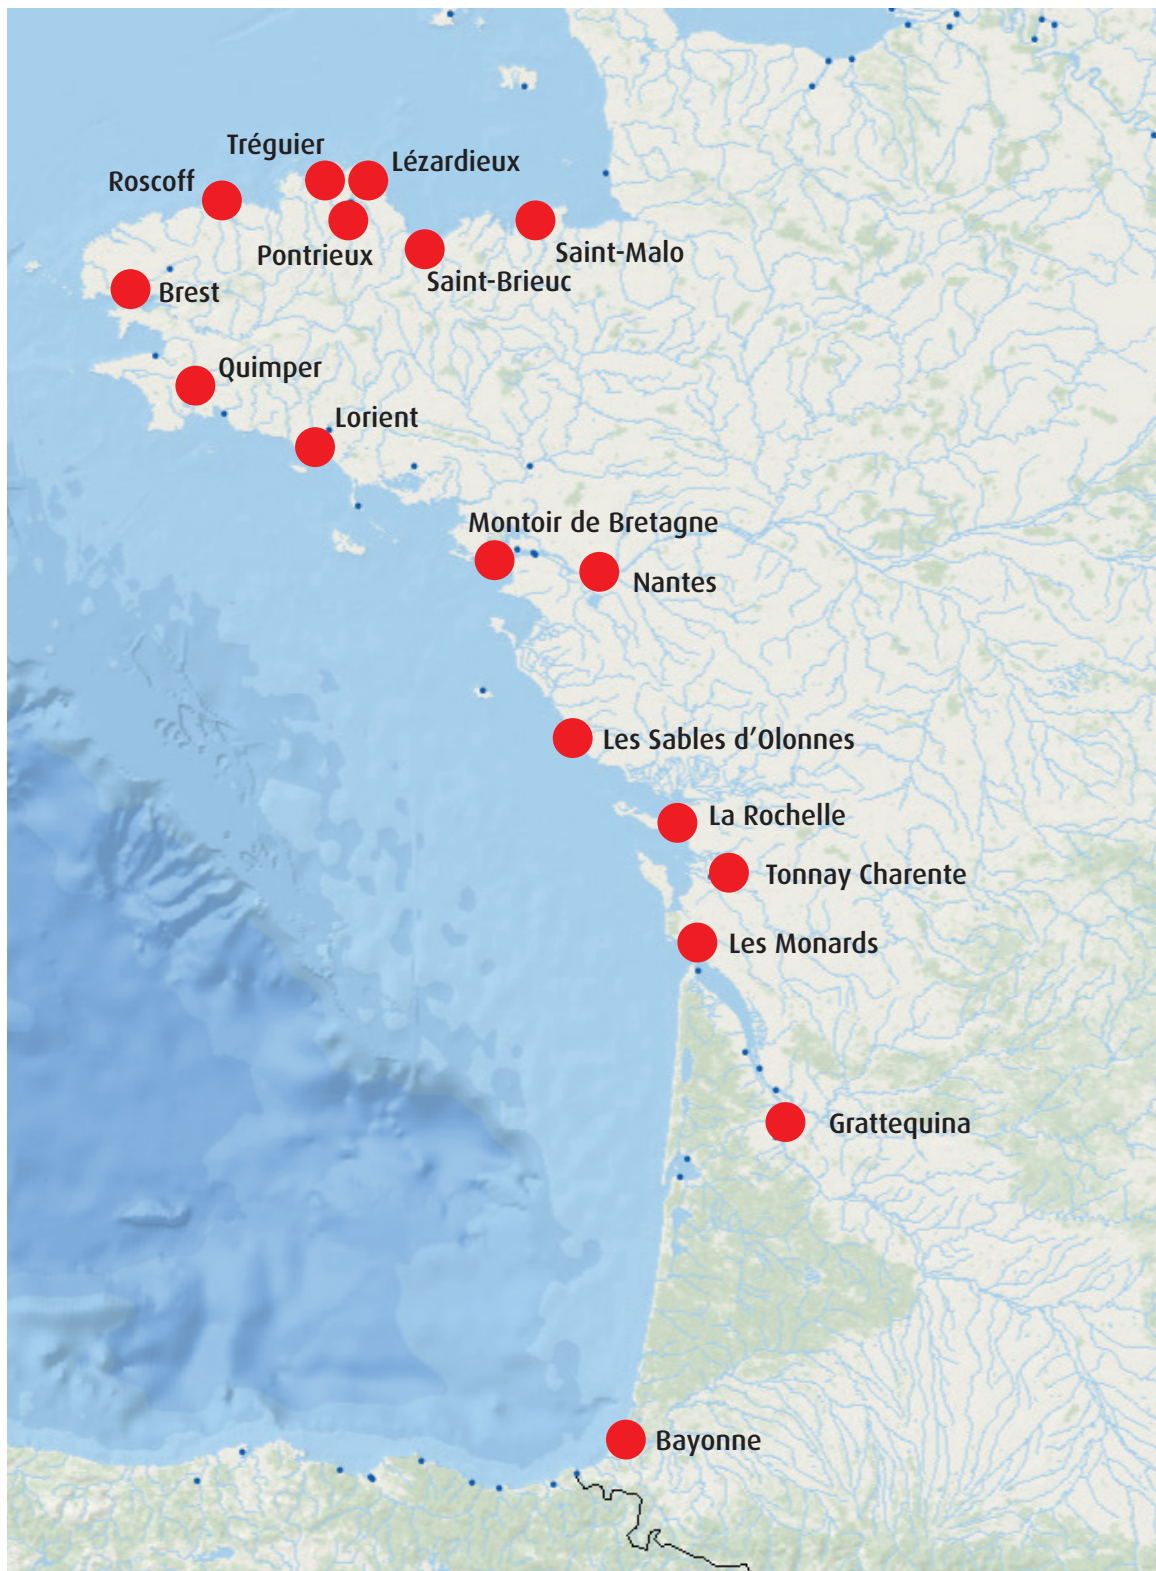 Tréguier
Lézardieux
Roscoff
Pontrieux
Saint-Malo
Saint-Brieuc
Brest
Quimper
Lorient
Montoir de Bretagne
Nantes
Les Sables d’Olonnes
La Rochelle
Tonnay Charente
Les Monards
Grattequina
Bayonne